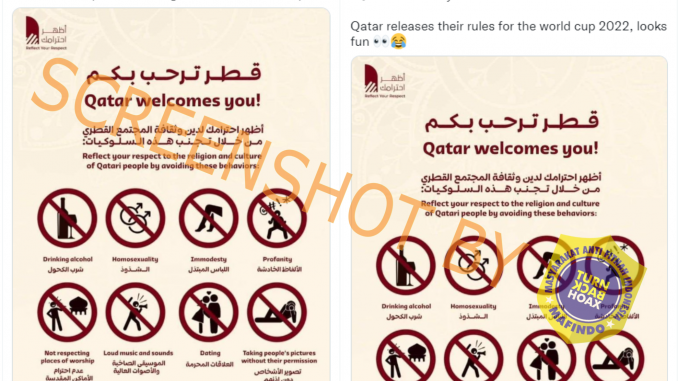 أظهر
احترامك
Reflect Your Respect
قطر ترحب بكم
Qatar welcomes you!
أظهر احترامك لدين وثقافة المجتمع القطري
من خلال تجنب هذه السلوكيات:
Reflect your respect to the religion and culture
of Qatari people by avoiding these behaviors:
Drinking alcohol
شرب الكحول
Homosexuality
الشذوذ
Immodesty
اللباس المبتذل
Profanity
الألفاظ الخادشة
Not respecting
places of worship
عدم احترام
الأماكن المقدسة
Loud music and sounds
الموسيقى الصاخبة
والأصوات العالية
Dating
العلاقات المحرمة
Taking people's pictures
without their permission
تصوير الأشخاص
دون إذنهم
Qatar releases their rules for the world cup 2022, looks
fun 👀😂
أظهر
احترامك
Reflect Your Respect
قطر ترحب بكم
Qatar welcomes you!
أظهر احترامك لدين وثقافة المجتمع القطري
من خلال تجنب هذه السلوكيات:
Reflect your respect to the religion and culture
of Qatari people by avoiding these behaviors:
Drinking alcohol
شرب الكحول
Homosexuality
الشذوذ
SCREENSHOT BY
MASYARAKAT ANTI FITNAH INDONESIA
TURN
BACK
HOAX
MAFINDO